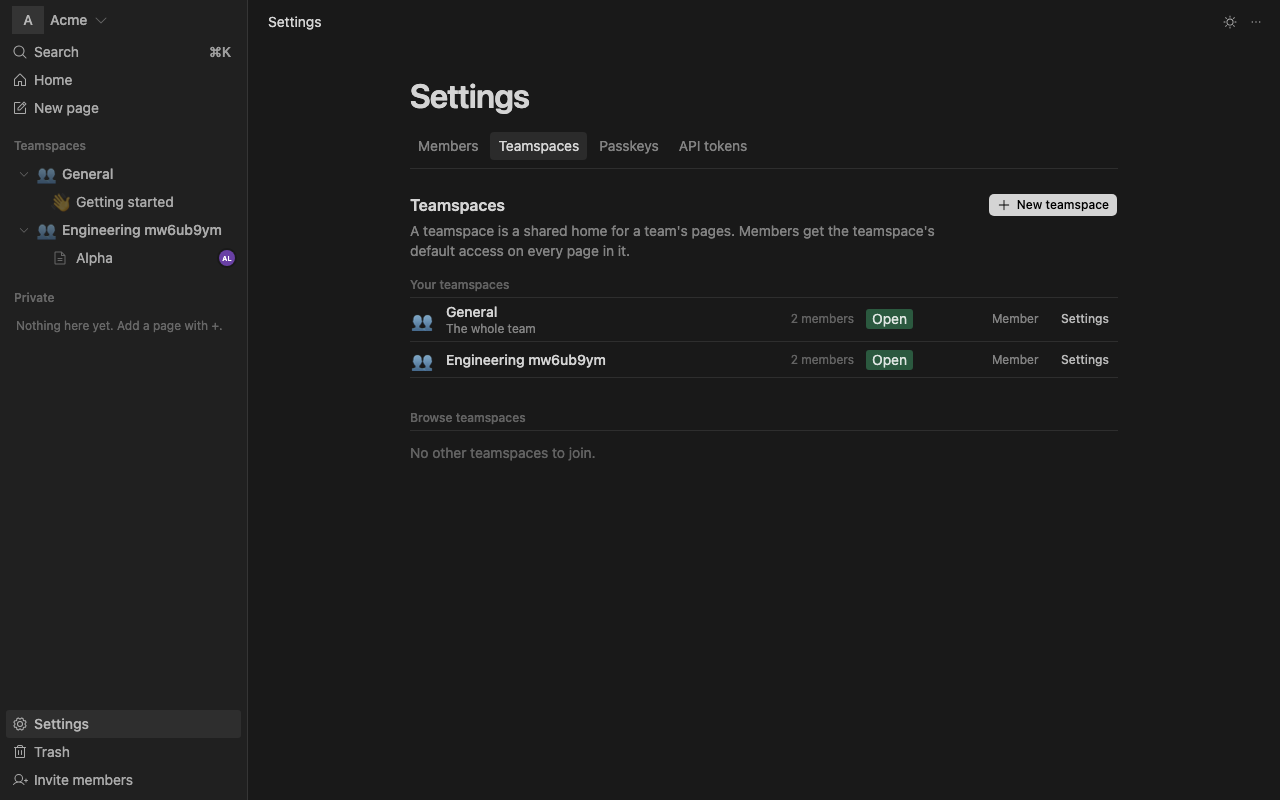 A Acme
Search ⌘K
Home
New page
Teamspaces
General
Getting started
Engineering mw6ub9ym
Alpha AL
Private
Nothing here yet. Add a page with +.
Settings
Trash
Invite members
Settings
Settings
Members Teamspaces Passkeys API tokens
Teamspaces
New teamspace
A teamspace is a shared home for a team's pages. Members get the teamspace's
default access on every page in it.
Your teamspaces
General
The whole team
2 members Open Member Settings
Engineering mw6ub9ym 2 members Open Member Settings
Browse teamspaces
No other teamspaces to join.